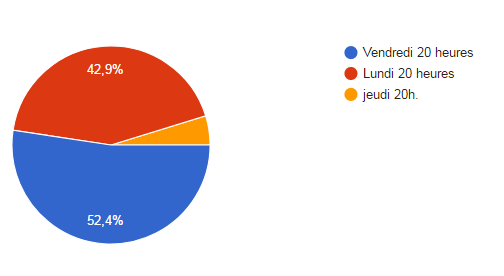 42,9%
52,4%
Vendredi 20 heures
Lundi 20 heures
jeudi 20h.